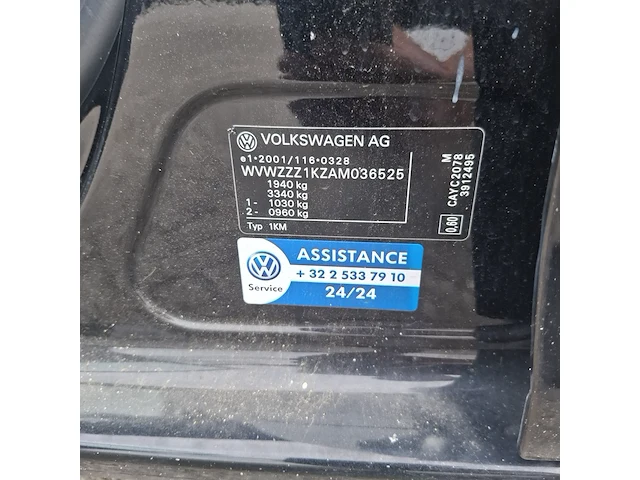 VOLKSWAGEN AG
e1*2001/116*0328
WVWZZZ1KZAM036525
1940 kg
3340 kg
1- 1030 kg
2- 0960 kg
Typ 1KM
M
CAYC2078
3912495
0,60
ASSISTANCE
+ 32 2 533 79 10
24/24
Service